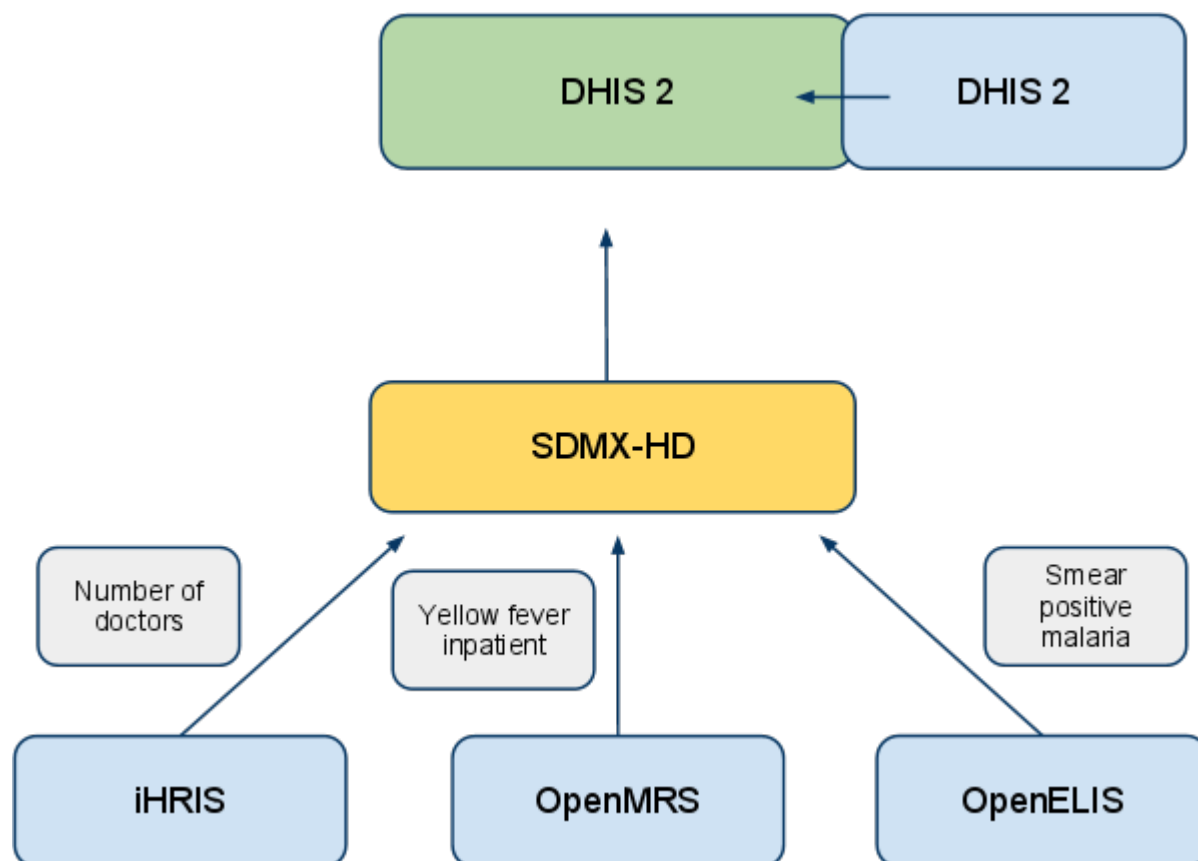 DHIS 2
DHIS 2
SDMX-HD
Number of
doctors
Yellow fever
inpatient
Smear
positive
malaria
iHRIS
OpenMRS
OpenELIS